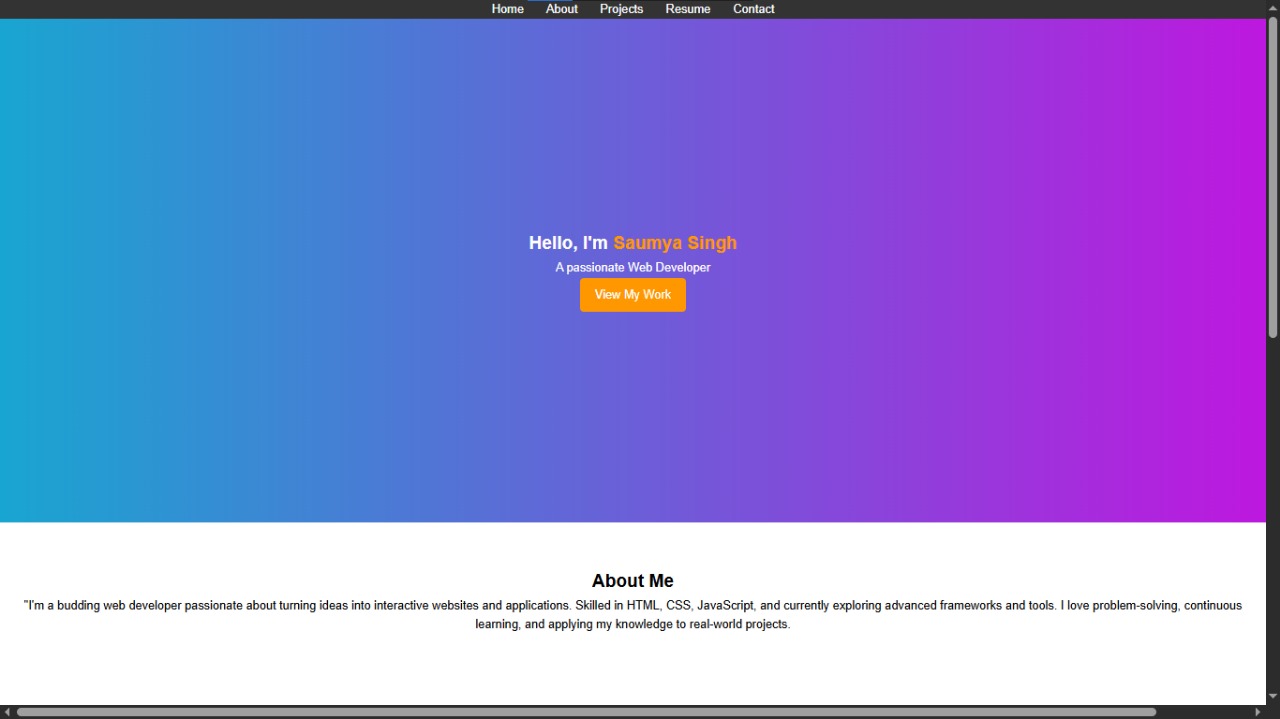 Home About Projects Resume Contact
Hello, I'm Saumya Singh
A passionate Web Developer
View My Work
About Me
"I'm a budding web developer passionate about turning ideas into interactive websites and applications. Skilled in HTML, CSS, JavaScript, and currently exploring advanced frameworks and tools. I love problem-solving, continuous
learning, and applying my knowledge to real-world projects.